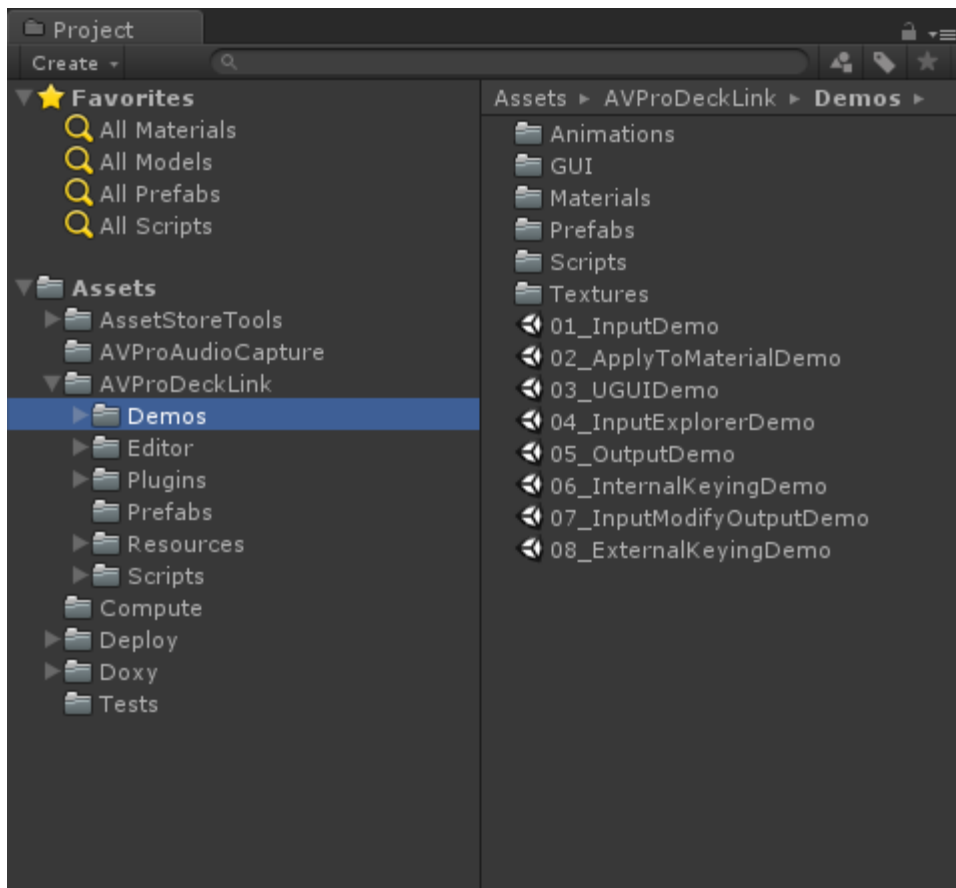 Project
Create
Favorites
All Materials
All Models
All Prefabs
All Scripts
Assets
AssetStoreTools
AVProAudioCapture
AVProDeckLink
Demos
Editor
Plugins
Prefabs
Resources
Scripts
Compute
Deploy
Doxy
Tests
Assets ▸ AVProDeckLink ▸ Demos ▸
Animations
GUI
Materials
Prefabs
Scripts
Textures
01_InputDemo
02_ApplyToMaterialDemo
03_UGUIDemo
04_InputExplorerDemo
05_OutputDemo
06_InternalKeyingDemo
07_InputModifyOutputDemo
08_ExternalKeyingDemo